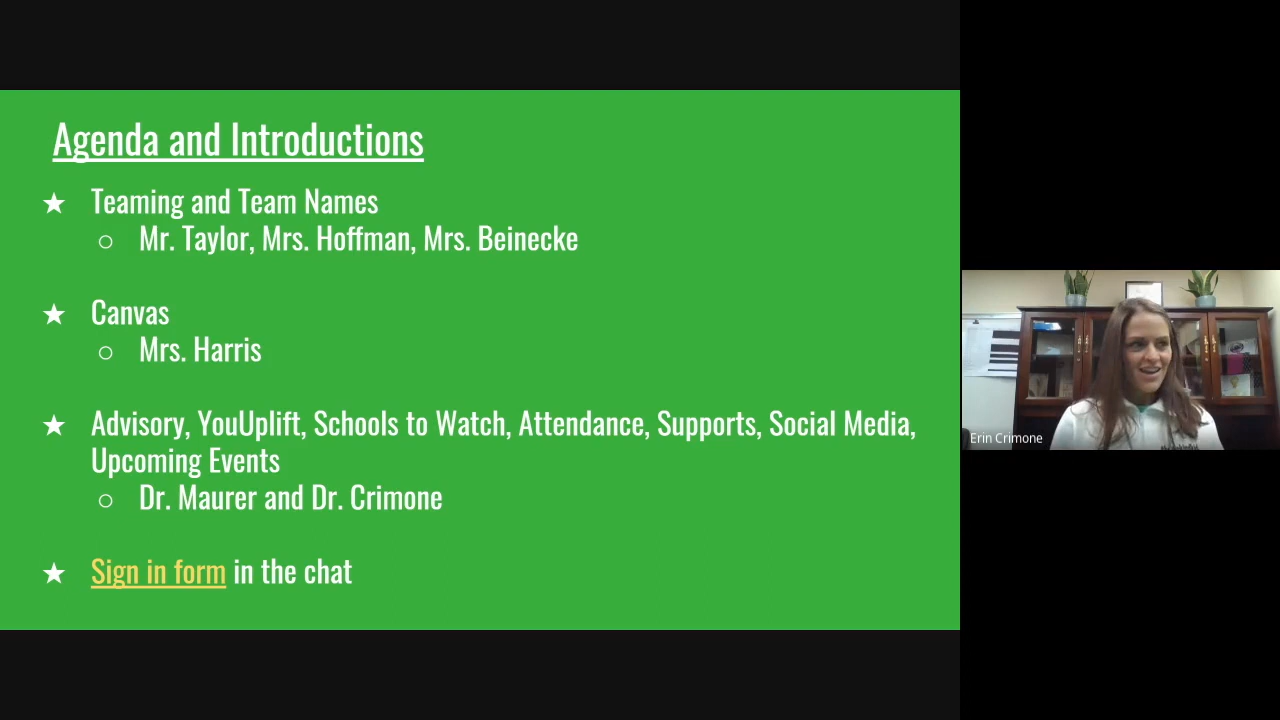 Agenda and Introductions
★ Teaming and Team Names
○ Mr. Taylor, Mrs. Hoffman, Mrs. Beinecke
★ Canvas
○ Mrs. Harris
★ Advisory, YouUplift, Schools to Watch, Attendance, Supports, Social Media,
Upcoming Events
○ Dr. Maurer and Dr. Crimone
★ Sign in form in the chat
Erin Crimone